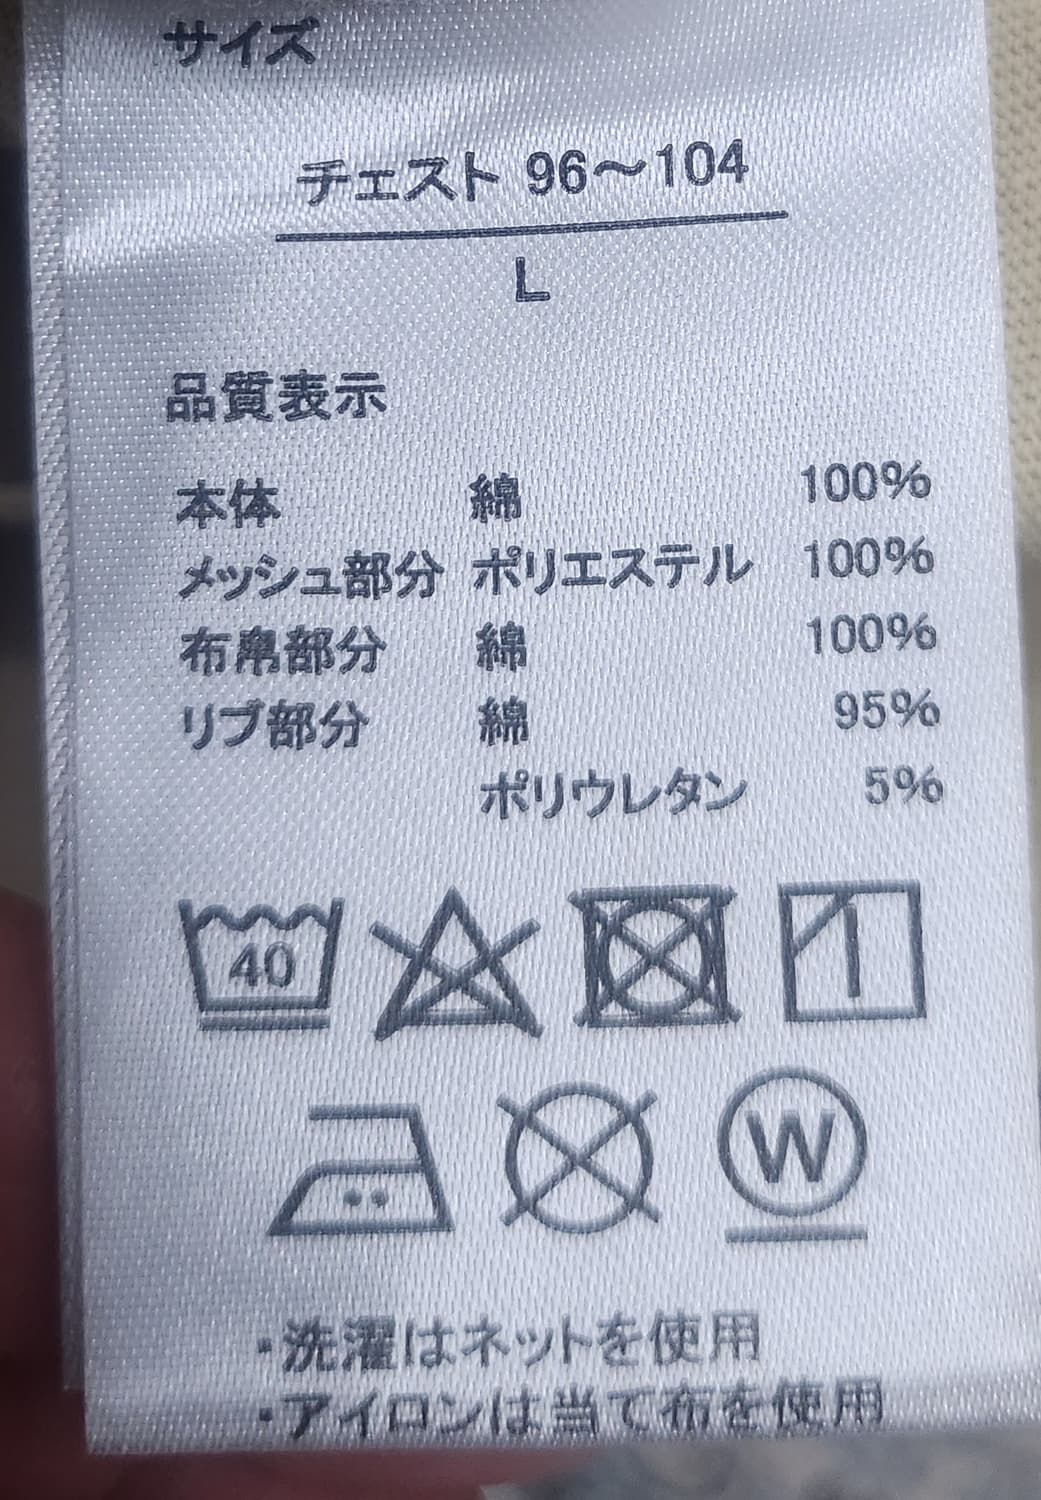 サイズ
チェスト 96～104
L
品質表示
本体 綿 100%
メッシュ部分 ポリエステル 100%
布帛部分 綿 100%
リブ部分 綿 95%
ポリウレタン 5%
40
W
・洗濯はネットを使用
・アイロンは当て布を使用